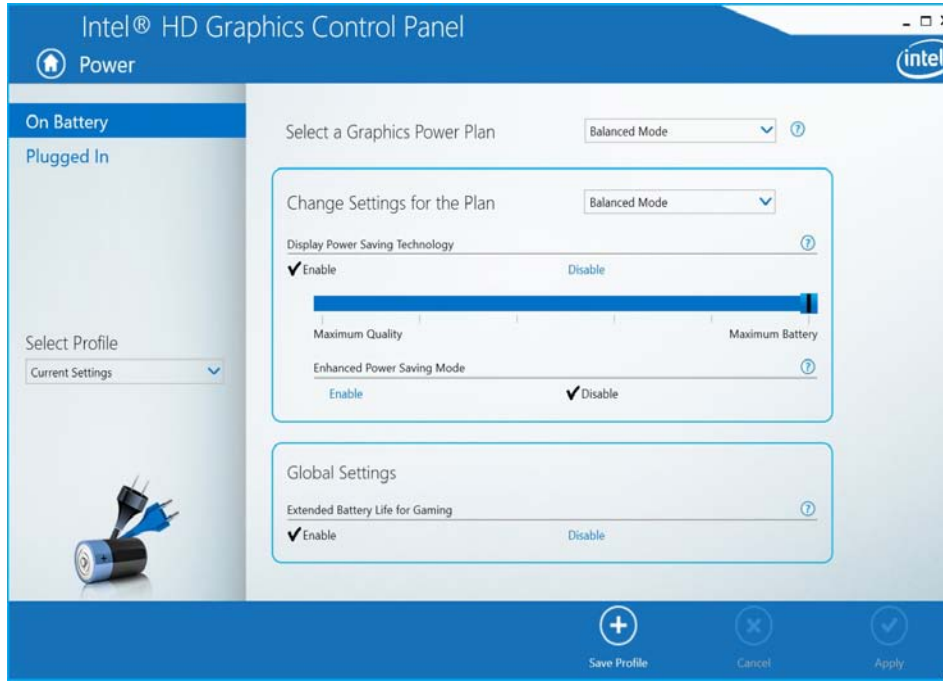 Intel® HD Graphics Control Panel
Power
intel
On Battery
Plugged In
Select Profile
Current Settings
Select a Graphics Power Plan Balanced Mode ?
Change Settings for the Plan Balanced Mode
Display Power Saving Technology ?
Enable Disable
Maximum Quality Maximum Battery
Enhanced Power Saving Mode ?
Enable Disable
Global Settings
Extended Battery Life for Gaming ?
Enable Disable
Save Profile Cancel Apply